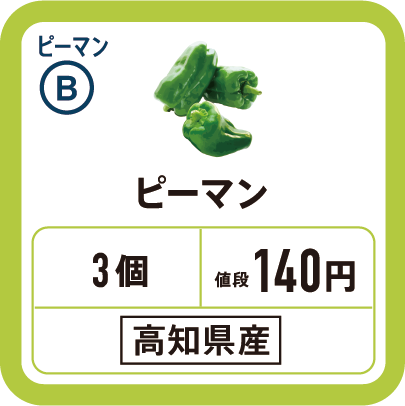 ピーマン
B
ピーマン
3個
値段140円
高知県産